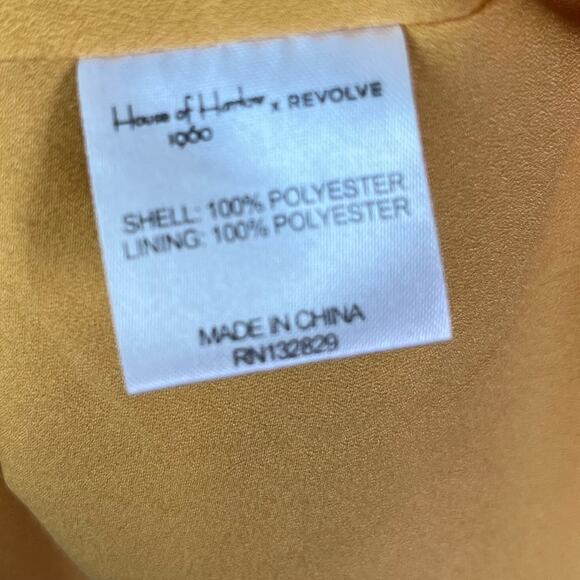 House of Harlow x REVOLVE
1960
SHELL: 100% POLYESTER
LINING: 100% POLYESTER
MADE IN CHINA
RN132829